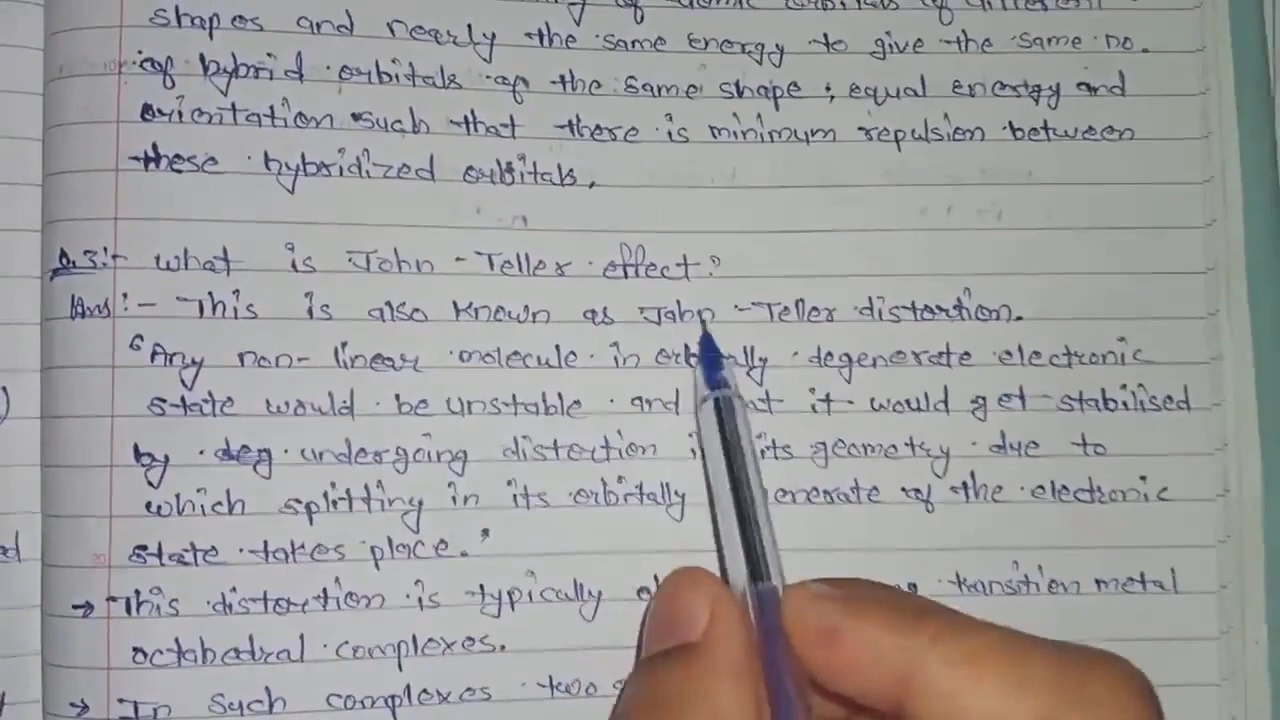 of different
shapes and nearly the same energy to give the same no.
of hybrid orbitals of the same shape, equal energy and
orientation such that there is minimum repulsion between
these hybridized orbitals.
Q.3:- What is John-Teller effect?
Ans:- This is also known as Jahn-Teller distortion.
"Any non-linear molecule in degenerate electronic
state would be unstable and it would get stabilised
by deg undergoing distortion its geometry due to
which splitting in its orbitally of the electronic
state takes place."
→ This distortion is typically transition metal
octahedral complexes.
→ In such complexes two